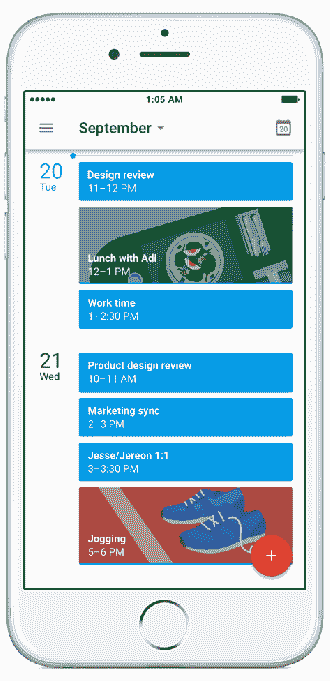 1:05 AM
September
20
20
Tue
Design review
11–12 PM
Lunch with Adi
12–1 PM
Work time
1–2:30 PM
21
Wed
Product design review
10–11 AM
Marketing sync
2–3 PM
Jesse/Jereon 1:1
3–3:30 PM
Jogging
5–6 PM